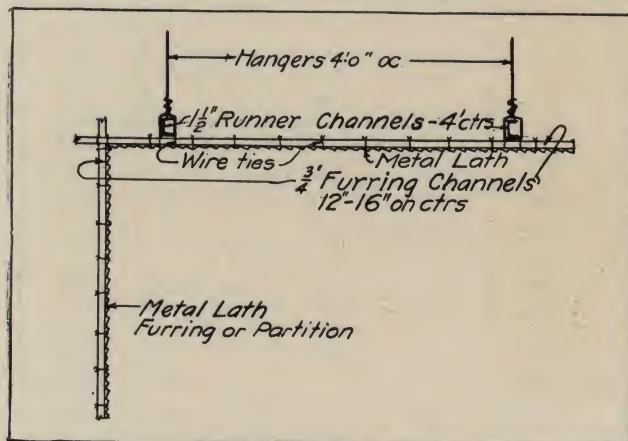 Hangers 4'-0" oc
1½" Runner Channels - 4' ctrs
Wire ties
Metal Lath
¾" Furring Channels
12"-16" on ctrs
Metal Lath
Furring or Partition